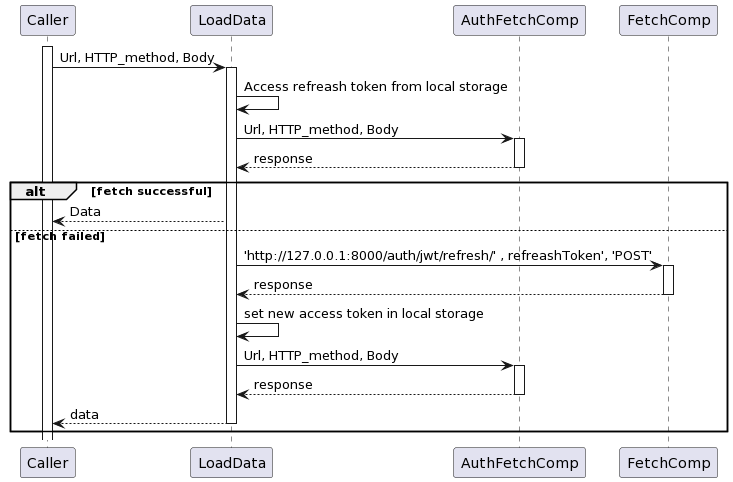 Caller LoadData AuthFetchComp FetchComp
Url, HTTP_method, Body
Access refreash token from local storage
Url, HTTP_method, Body
response
alt [fetch successful]
Data
[fetch failed]
'http://127.0.0.1:8000/auth/jwt/refresh/' , refreashToken', 'POST'
response
set new access token in local storage
Url, HTTP_method, Body
response
data
Caller LoadData AuthFetchComp FetchComp